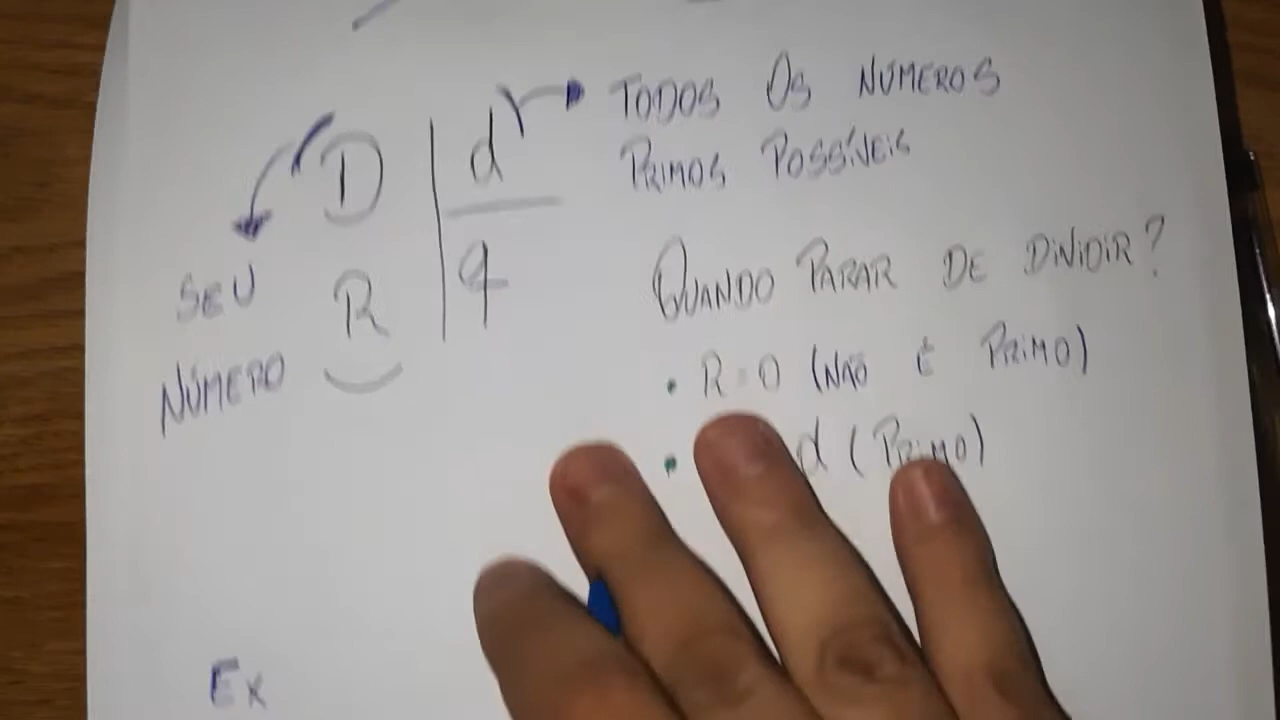 TODOS OS NÚMEROS
D d
PRIMOS POSSÍVEIS
SEU R q
NÚMERO
QUANDO PARAR DE DIVIDIR?
• R=0 (NÃO É PRIMO)
• d (PRIMO)
Ex